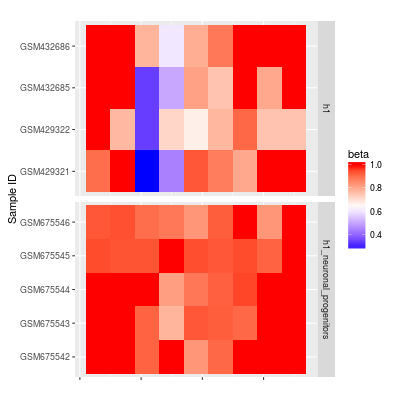 Sample ID
GSM432686
GSM432685
GSM429322
GSM429321
h1
GSM675546
GSM675545
GSM675544
GSM675543
GSM675542
h1_neuronal_progenitors
beta
1.0
0.8
0.6
0.4